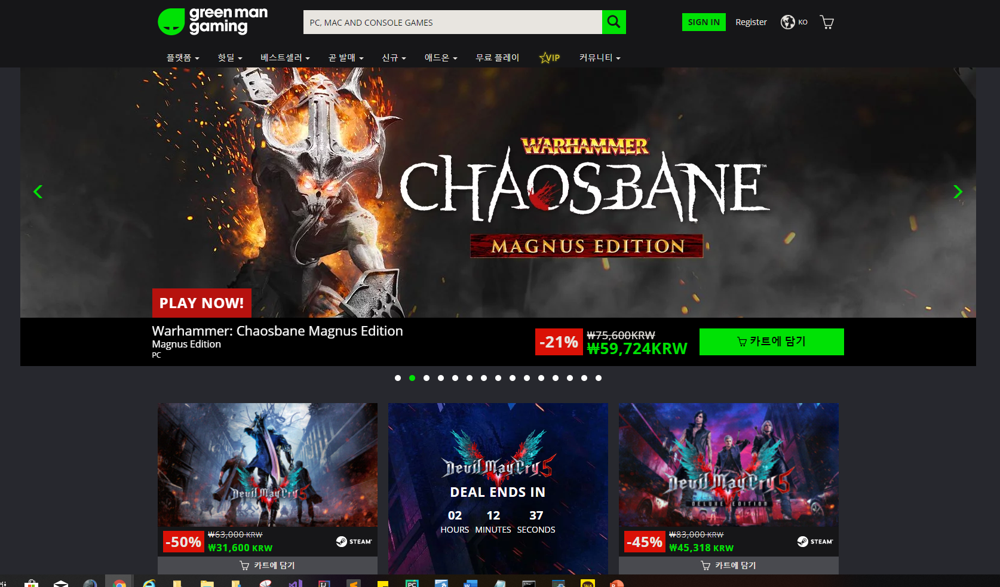 green man
gaming
PC, MAC AND CONSOLE GAMES
SIGN IN
Register
KO
플랫폼
핫딜
베스트셀러
곧 발매
신규
애드온
무료 플레이
VIP
커뮤니티
WARHAMMER
CHAOSBANE™
MAGNUS EDITION
PLAY NOW!
Warhammer: Chaosbane Magnus Edition
Magnus Edition
PC
-21%
₩75,600KRW
₩59,724KRW
카트에 담기
Devil May Cry 5
-50%
₩63,000 KRW
₩31,600 KRW
STEAM
카트에 담기
Devil May Cry 5
DEAL ENDS IN
02 12 37
HOURS MINUTES SECONDS
Devil May Cry 5
DELUXE EDITION
-45%
₩83,000 KRW
₩45,318 KRW
STEAM
카트에 담기
PC
TALK